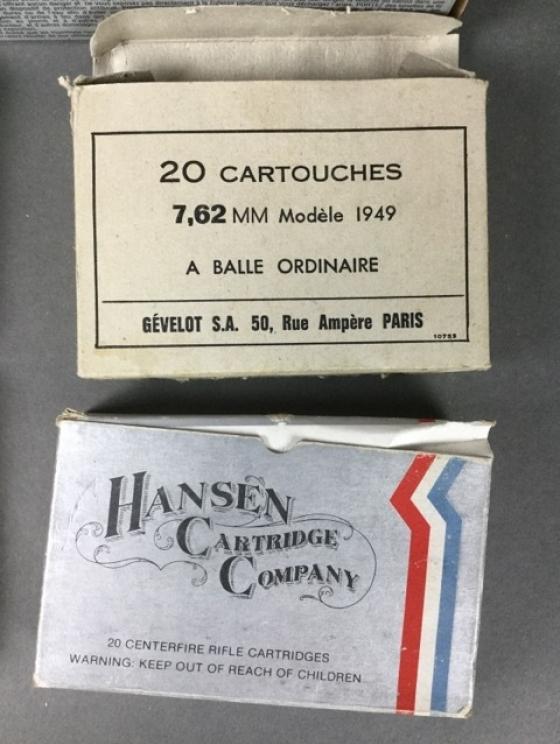 20 CARTOUCHES
7,62 MM Modèle 1949
A BALLE ORDINAIRE
GÉVELOT S.A. 50, Rue Ampère PARIS
10753
HANSEN
CARTRIDGE
COMPANY
20 CENTERFIRE RIFLE CARTRIDGES
WARNING: KEEP OUT OF REACH OF CHILDREN